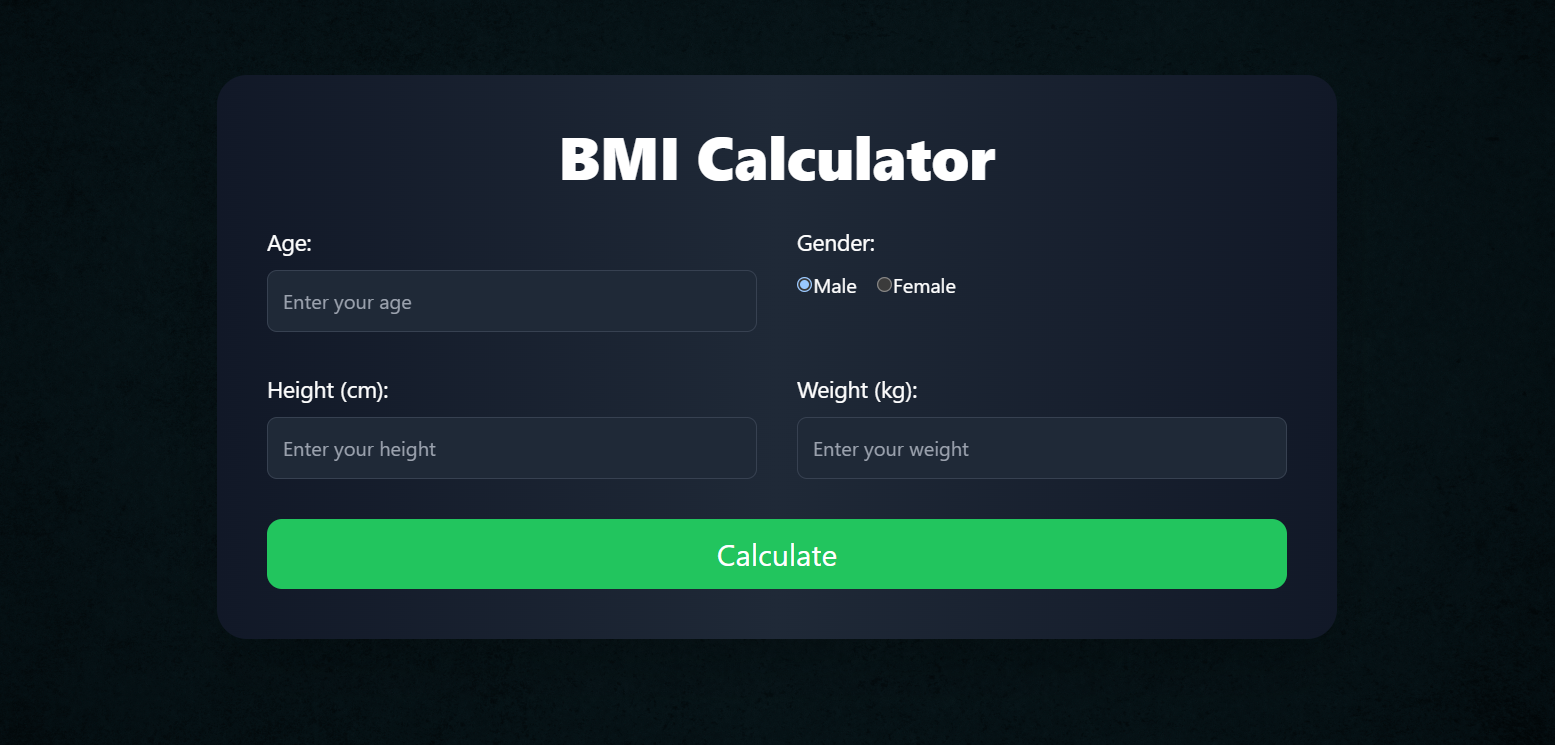 BMI Calculator
Age:
Gender:
Enter your age
Male Female
Height (cm):
Weight (kg):
Enter your height
Enter your weight
Calculate